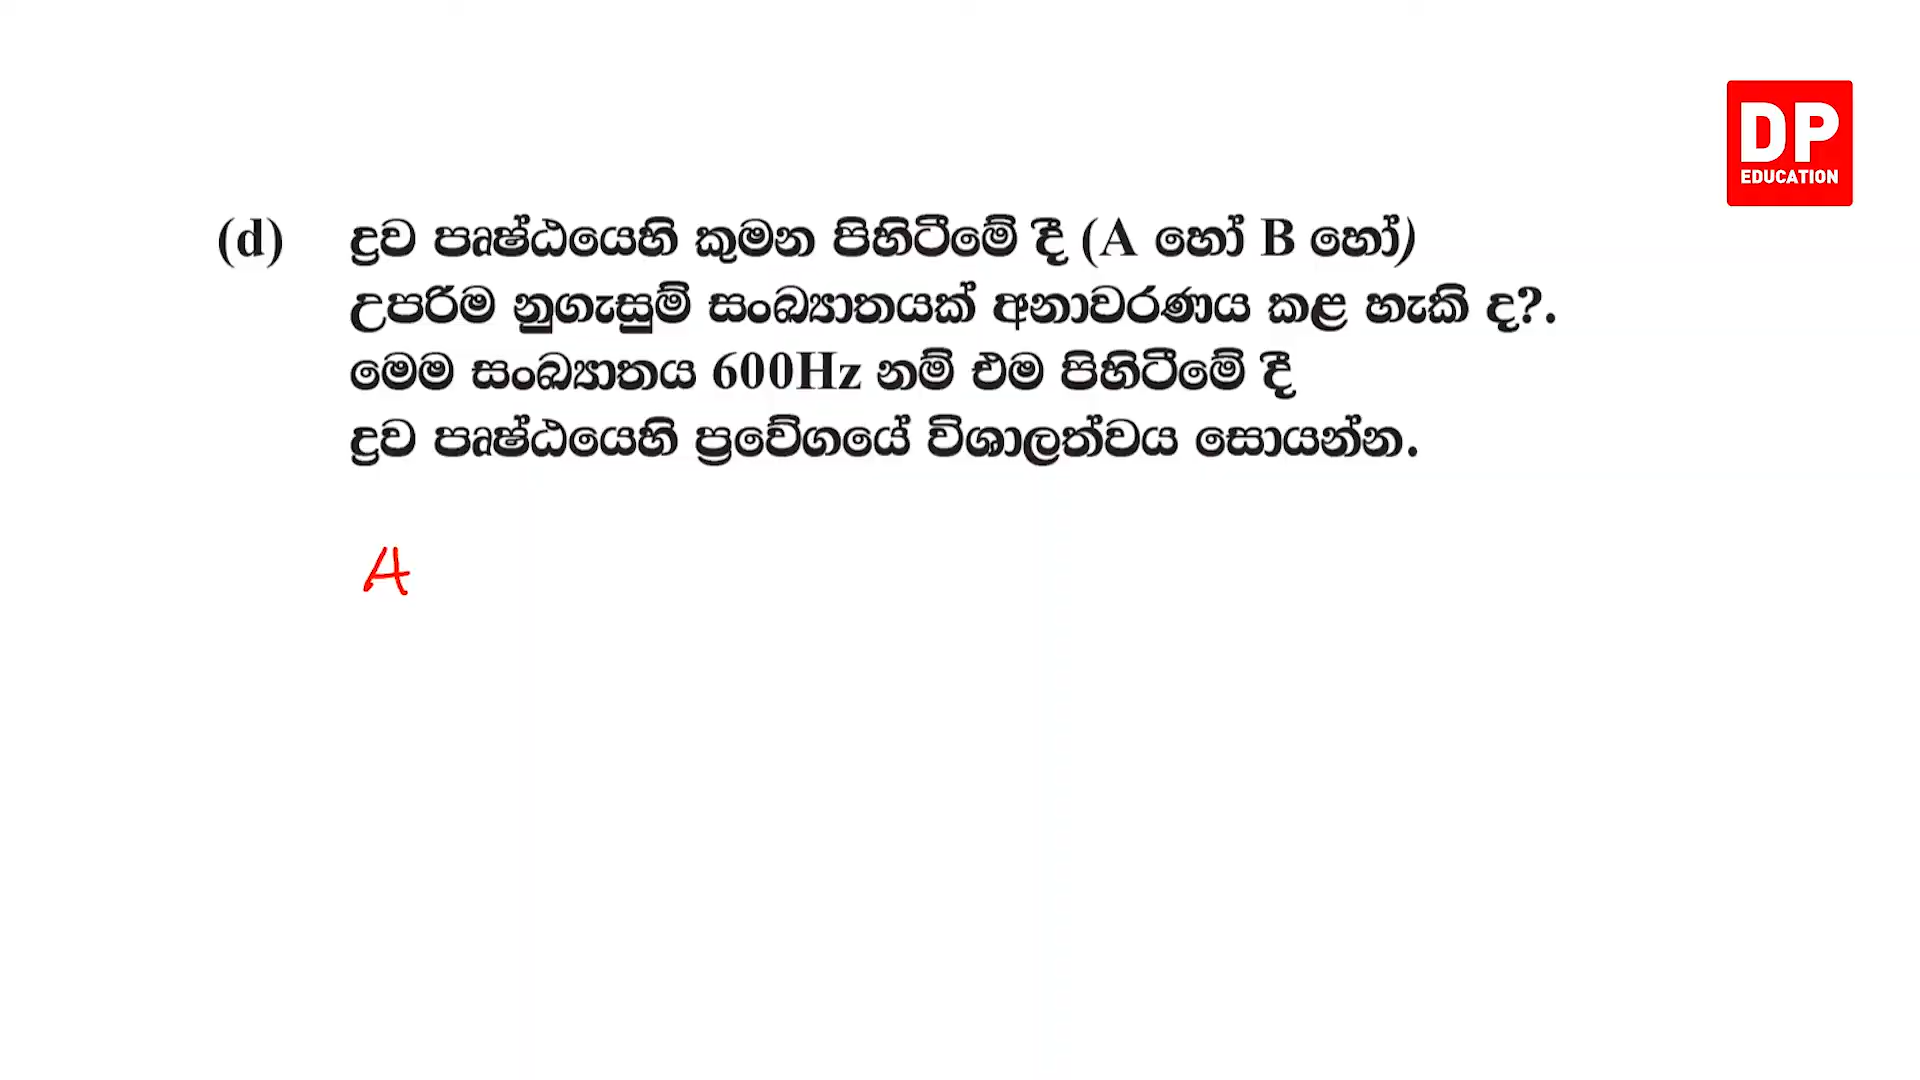 DP
EDUCATION
(d) ද්‍රව පෘෂ්ඨයෙහි කුමන පිහිටීමේ දී (A හෝ B හෝ)
උපරිම නුගැසුම් සංඛ්‍යාතයක් අනාවරණය කළ හැකි ද?.
මෙම සංඛ්‍යාතය 600Hz නම් එම පිහිටීමේ දී
ද්‍රව පෘෂ්ඨයෙහි ප්‍රවේගයේ විශාලත්වය සොයන්න.
A